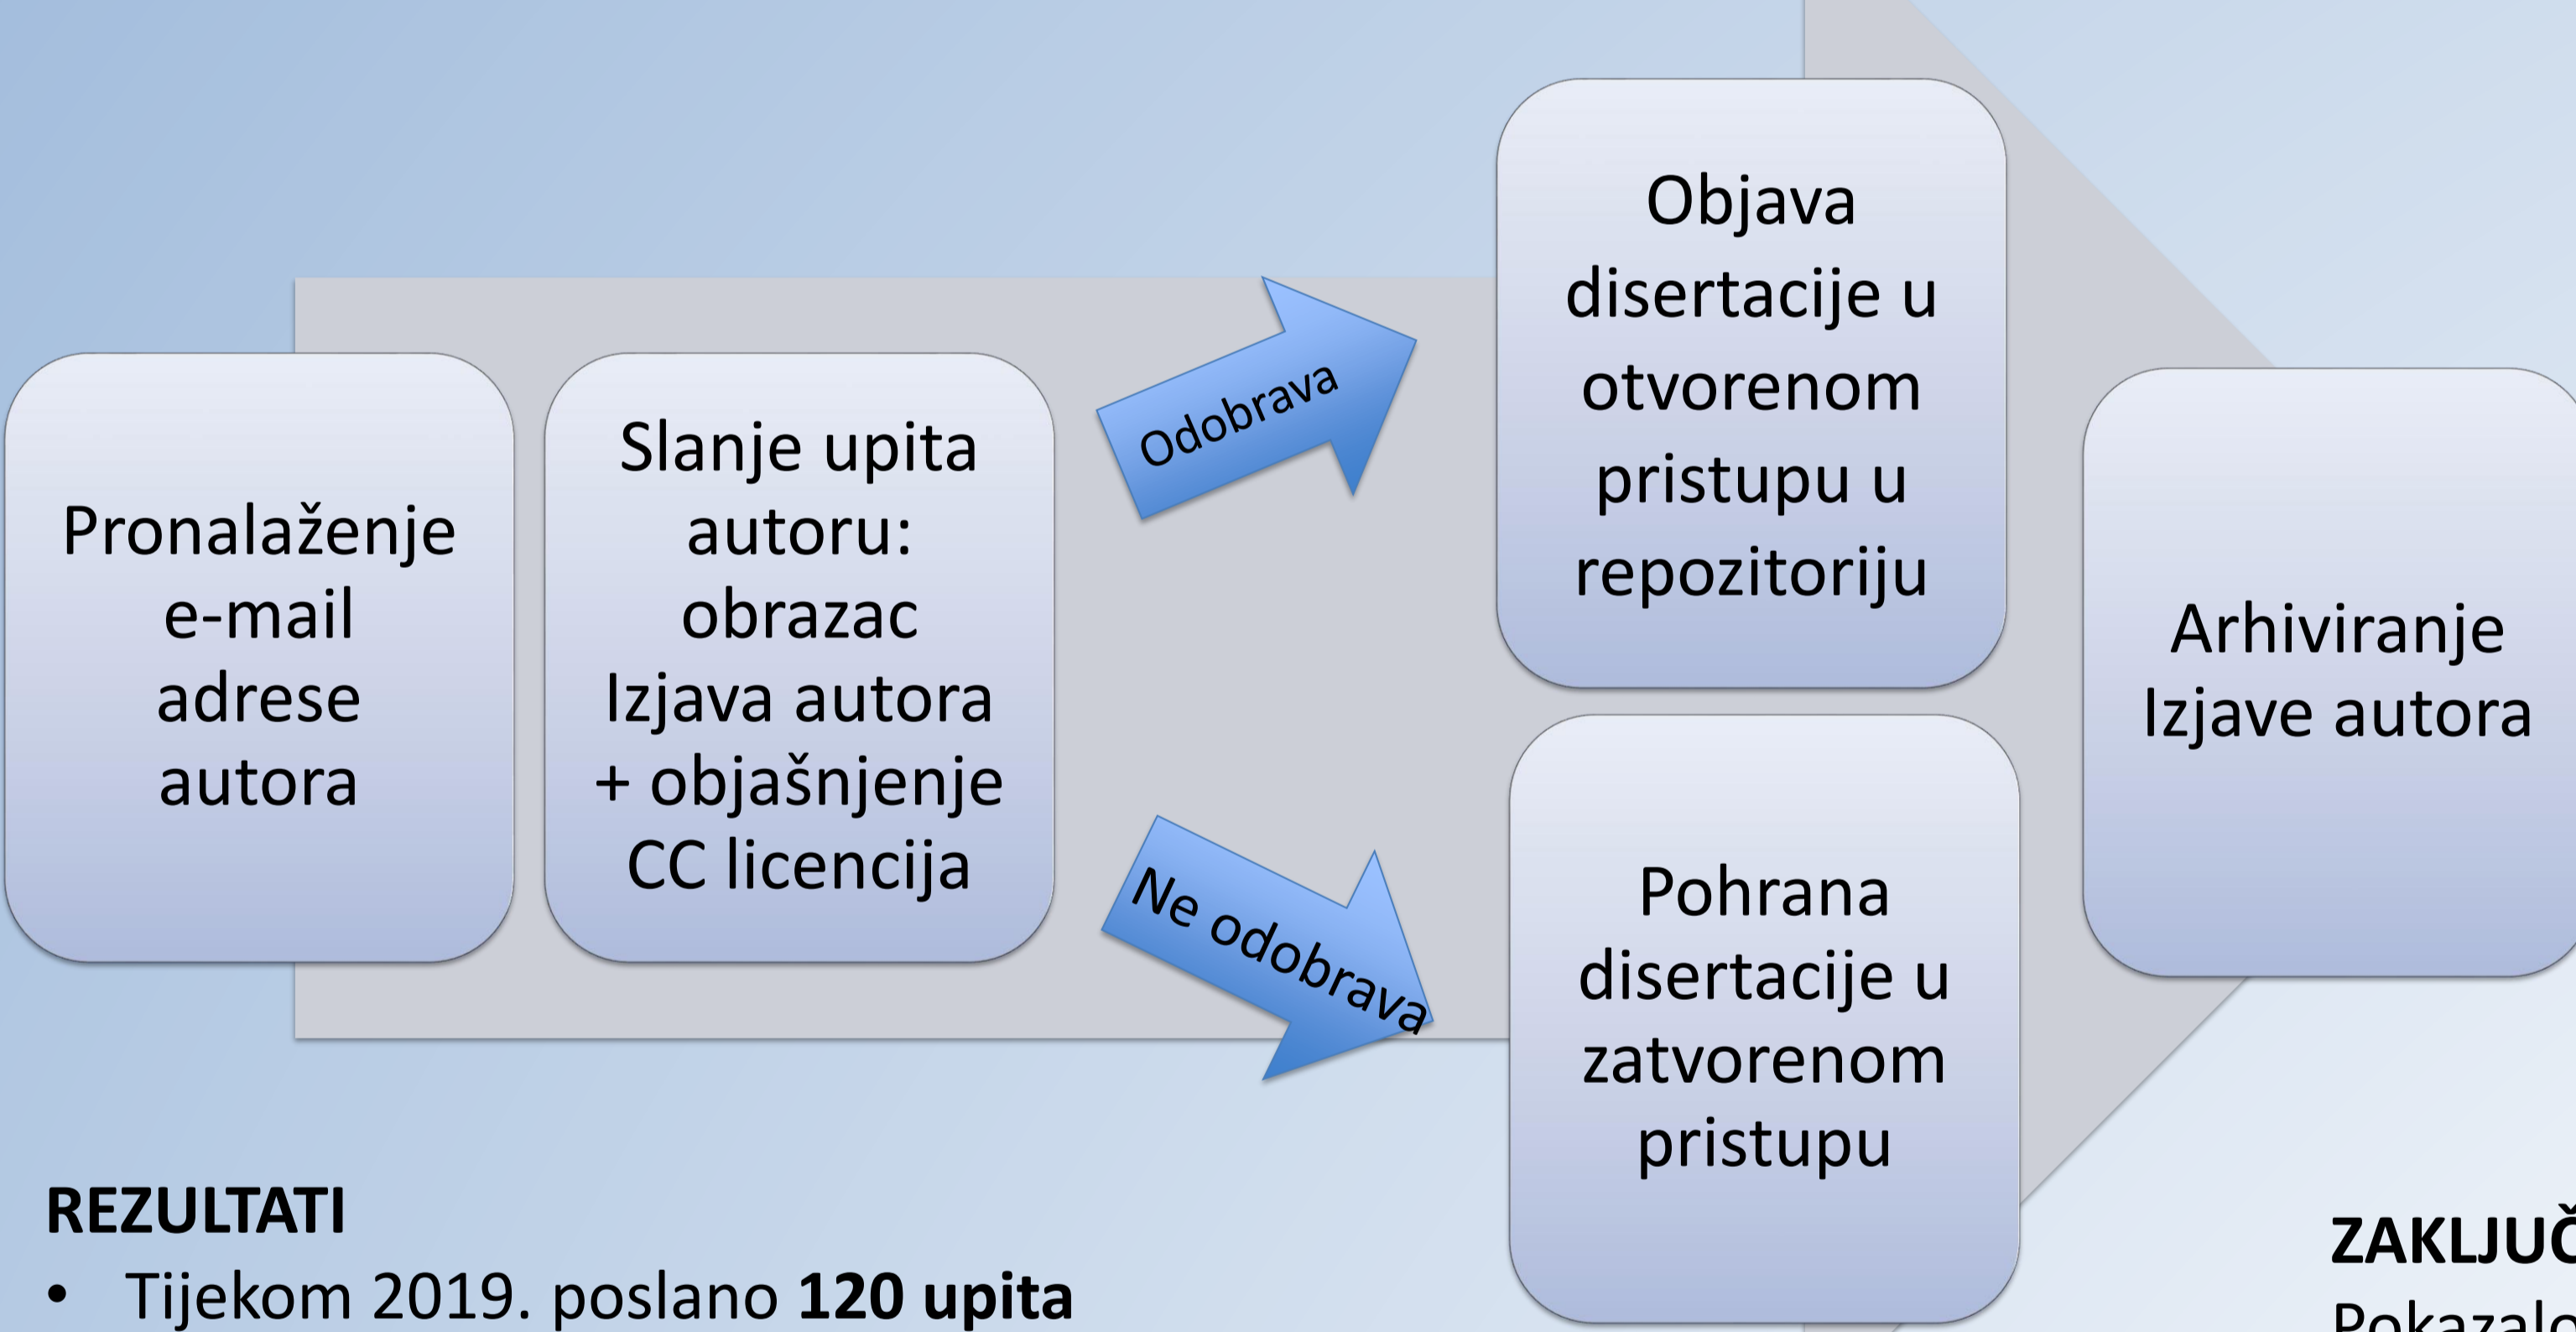 Pronalaženje
e-mail
adrese
autora
Slanje upita
autoru:
obrazac
Izjava autora
+ objašnjenje
CC licencija
Odobrava
Ne odobrava
Objava
disertacije u
otvorenom
pristupu u
repozitoriju
Pohrana
disertacije u
zatvorenom
pristupu
Arhiviranje
Izjave autora
REZULTATI
• Tijekom 2019. poslano 120 upita